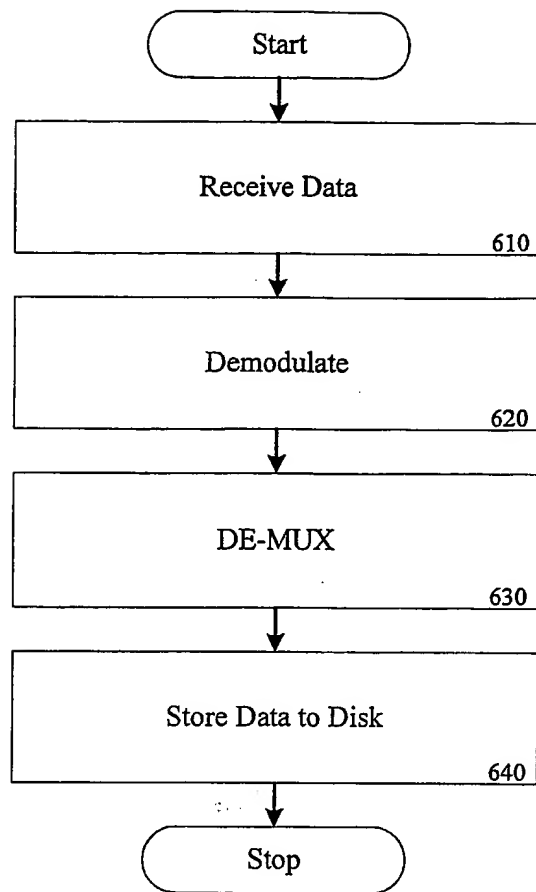 Start
Receive Data
610
Demodulate
620
DE-MUX
630
Store Data to Disk
640
Stop